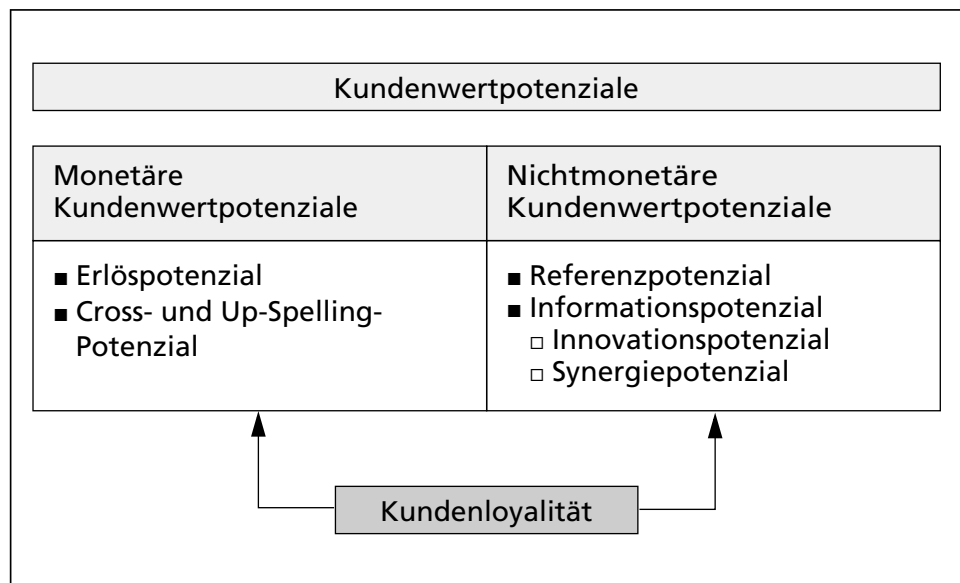 Kundenwertpotenziale
Monetäre
Kundenwertpotenziale
Nichtmonetäre
Kundenwertpotenziale
■ Erlöspotenzial
■ Cross- und Up-Spelling-
Potenzial
■ Referenzpotenzial
■ Informationspotenzial
□ Innovationspotenzial
□ Synergiepotenzial
Kundenloyalität